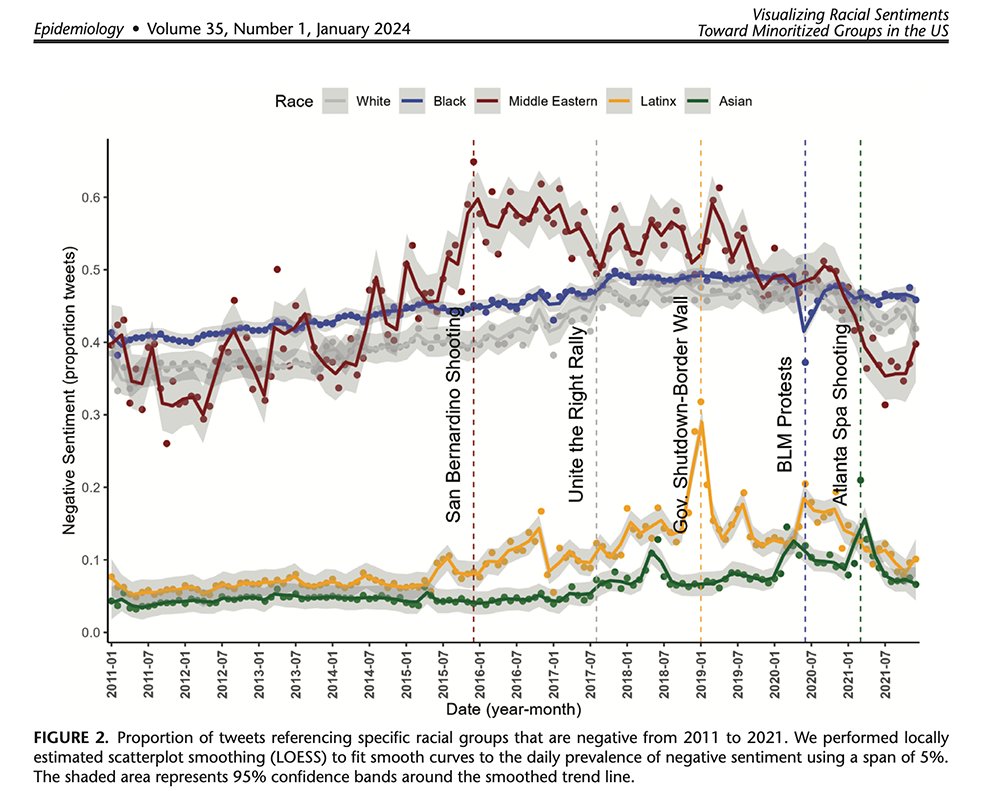 Visualizing Racial Sentiments
Epidemiology • Volume 35, Number 1, January 2024
Toward Minoritized Groups in the US
Race White Black Middle Eastern Latinx Asian
Negative Sentiment (proportion tweets)
0.6
0.5
0.4
0.3
0.2
0.1
0.0
San Bernardino Shooting
Unite the Right Rally
Gov. Shutdown-Border Wall
BLM Protests
Atlanta Spa Shooting
2011-01
2011-07
2012-01
2012-07
2013-01
2013-07
2014-01
2014-07
2015-01
2015-07
2016-01
2016-07
2017-01
2017-07
2018-01
2018-07
2019-01
2019-07
2020-01
2020-07
2021-01
2021-07
Date (year-month)
FIGURE 2. Proportion of tweets referencing specific racial groups that are negative from 2011 to 2021. We performed locally
estimated scatterplot smoothing (LOESS) to fit smooth curves to the daily prevalence of negative sentiment using a span of 5%.
The shaded area represents 95% confidence bands around the smoothed trend line.